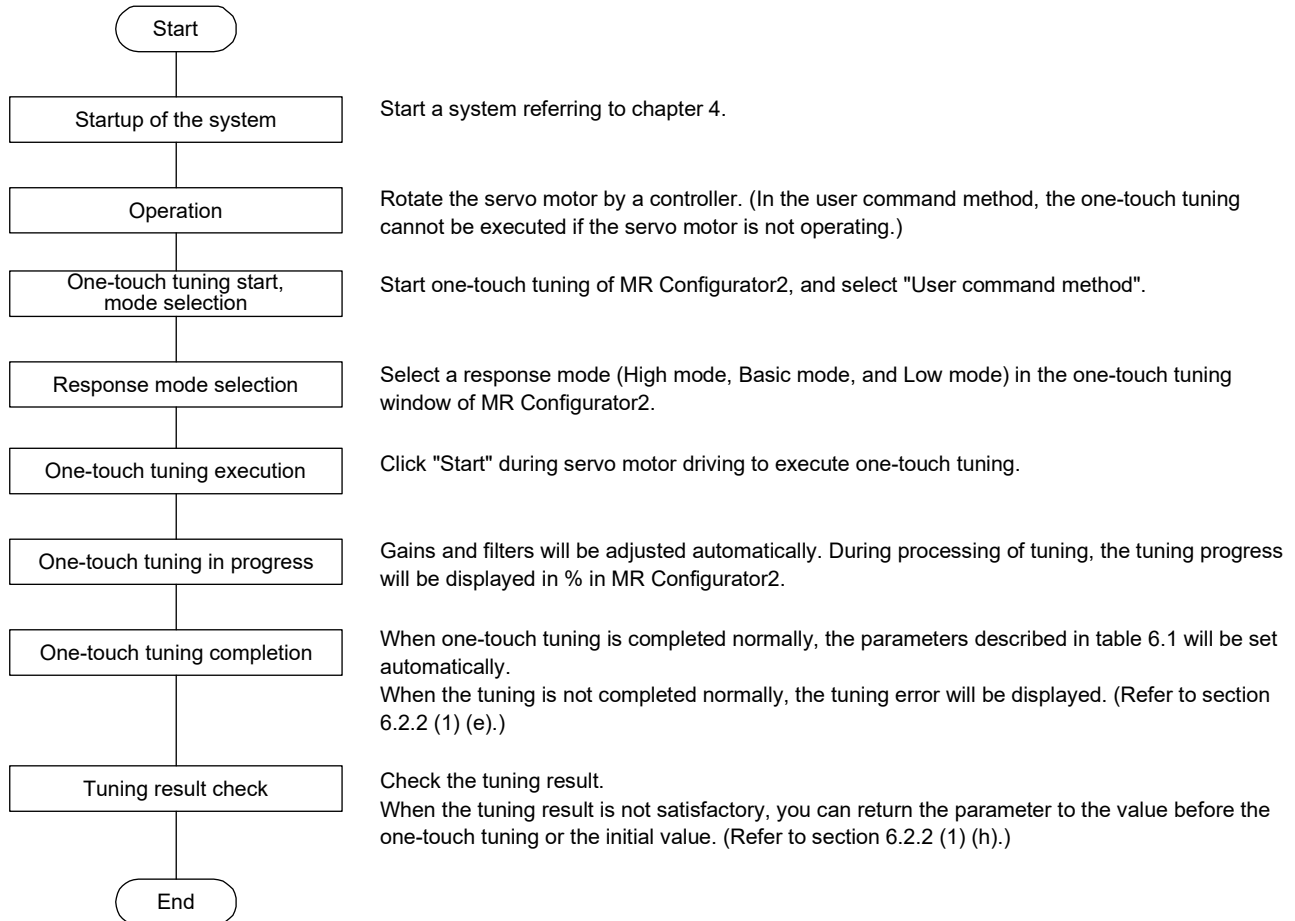 Start
Startup of the system
Start a system referring to chapter 4.
Operation
Rotate the servo motor by a controller. (In the user command method, the one-touch tuning
cannot be executed if the servo motor is not operating.)
One-touch tuning start,
mode selection
Start one-touch tuning of MR Configurator2, and select "User command method".
Response mode selection
Select a response mode (High mode, Basic mode, and Low mode) in the one-touch tuning
window of MR Configurator2.
One-touch tuning execution
Click "Start" during servo motor driving to execute one-touch tuning.
One-touch tuning in progress
Gains and filters will be adjusted automatically. During processing of tuning, the tuning progress
will be displayed in % in MR Configurator2.
One-touch tuning completion
When one-touch tuning is completed normally, the parameters described in table 6.1 will be set
automatically.
When the tuning is not completed normally, the tuning error will be displayed. (Refer to section
6.2.2 (1) (e).)
Tuning result check
Check the tuning result.
When the tuning result is not satisfactory, you can return the parameter to the value before the
one-touch tuning or the initial value. (Refer to section 6.2.2 (1) (h).)
End